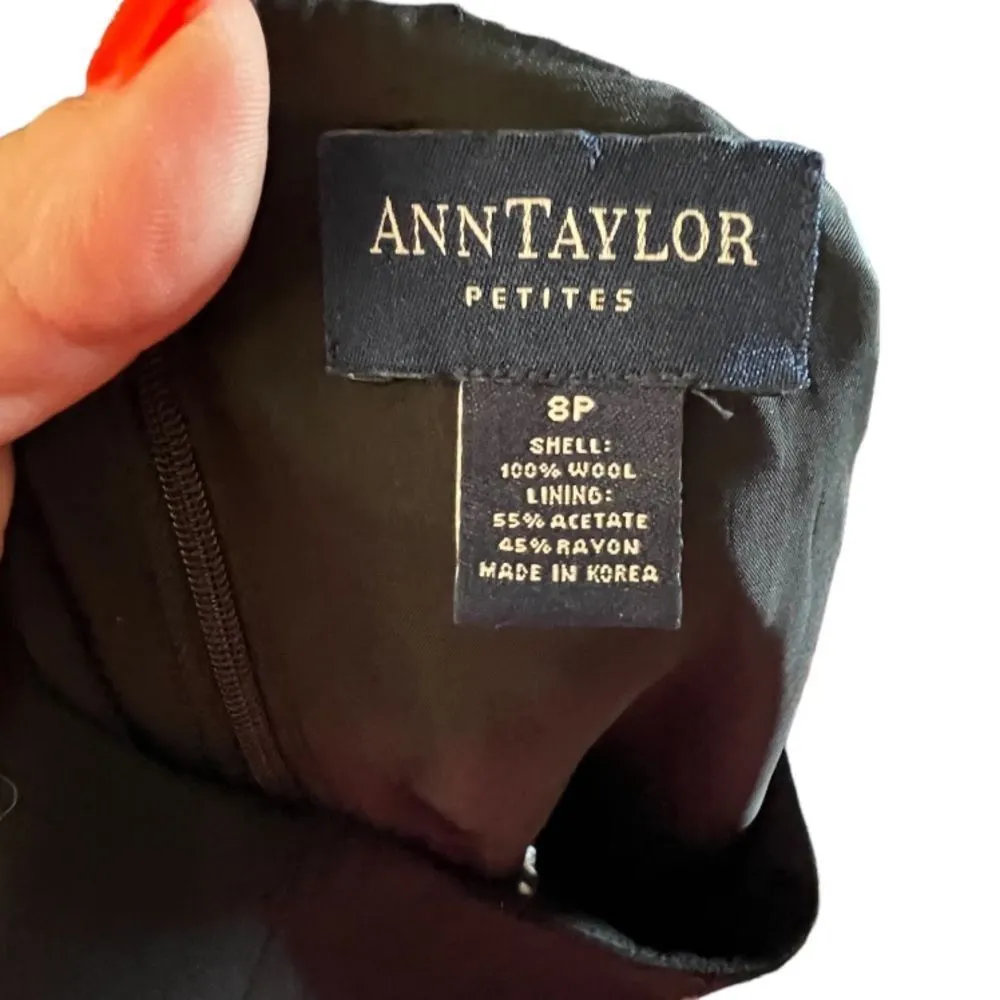 ANNTAYLOR
PETITES
8P
SHELL:
100% WOOL
LINING:
55% ACETATE
45% RAYON
MADE IN KOREA